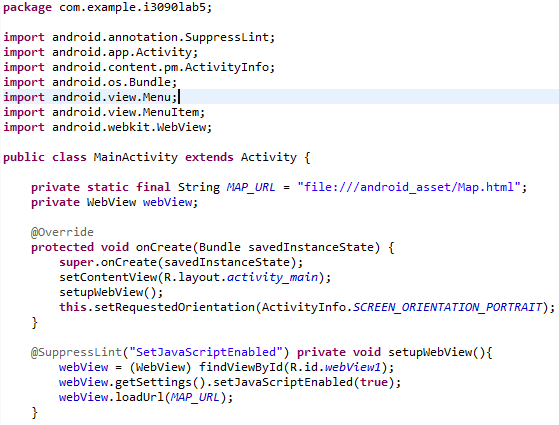 package com.example.i3090lab5;
import android.annotation.SuppressLint;
import android.app.Activity;
import android.content.pm.ActivityInfo;
import android.os.Bundle;
import android.view.Menu;
import android.view.MenuItem;
import android.webkit.WebView;
public class MainActivity extends Activity {
private static final String MAP_URL = "file:///android_asset/Map.html";
private WebView webView;
@Override
protected void onCreate(Bundle savedInstanceState) {
super.onCreate(savedInstanceState);
setContentView(R.layout.activity_main);
setupWebView();
this.setRequestedOrientation(ActivityInfo.SCREEN_ORIENTATION_PORTRAIT);
}
@SuppressLint("SetJavaScriptEnabled") private void setupWebView(){
webView = (WebView) findViewById(R.id.webView1);
webView.getSettings().setJavaScriptEnabled(true);
webView.loadUrl(MAP_URL);
}